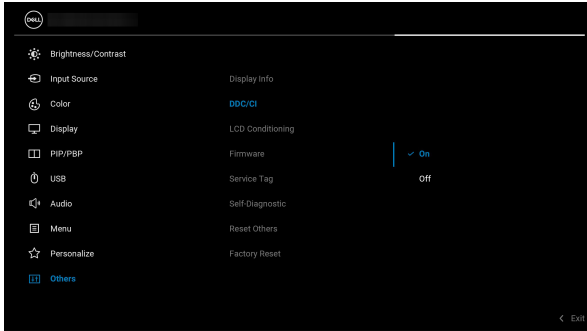 DELL
Brightness/Contrast
Input Source
Display Info
Color
DDC/CI
Display
LCD Conditioning
PIP/PBP
Firmware
✓ On
USB
Service Tag
Off
Audio
Self-Diagnostic
Menu
Reset Others
Personalize
Factory Reset
Others
< Exit